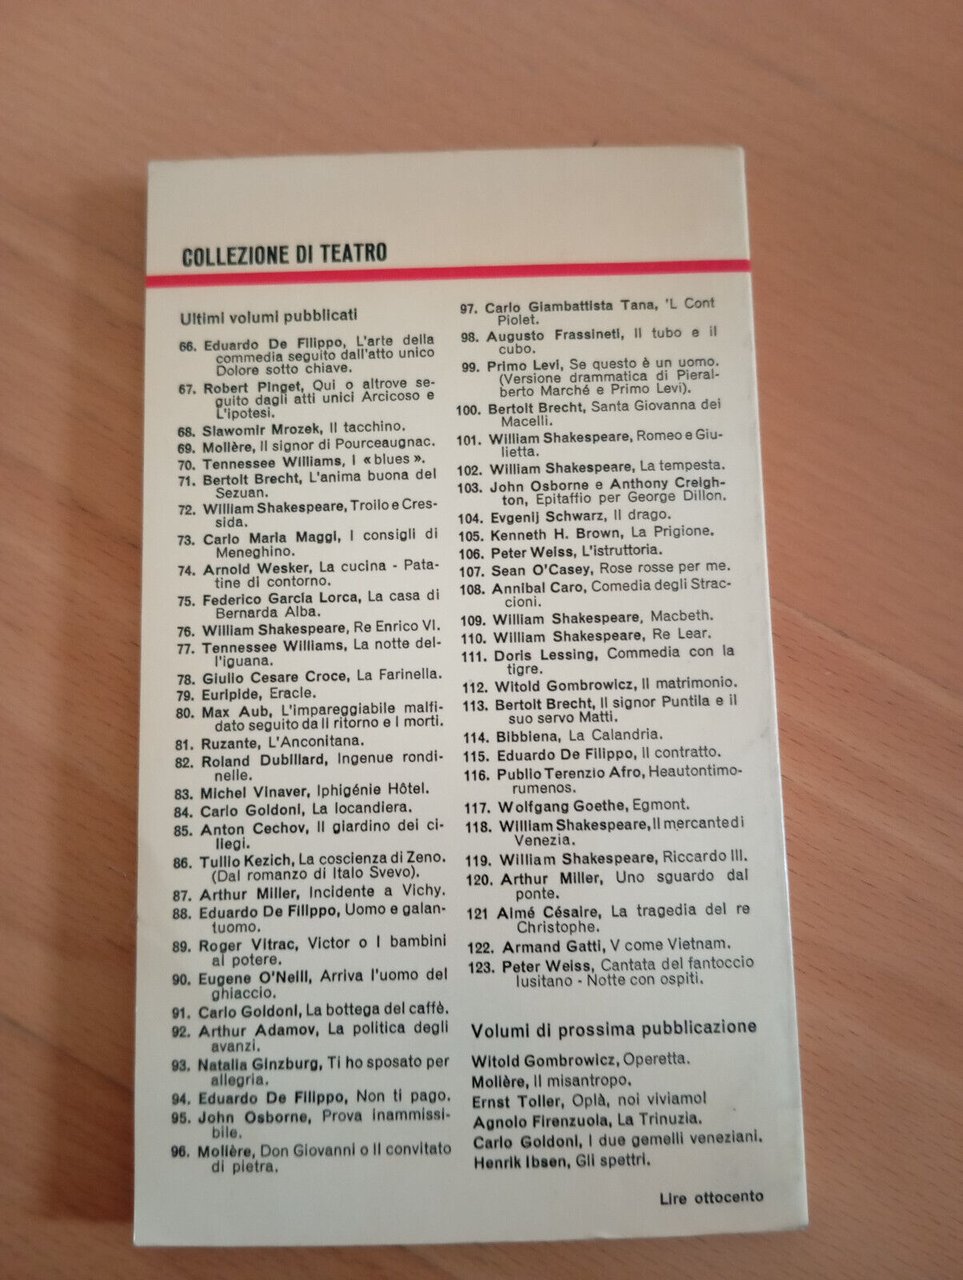 COLLEZIONE DI TEATRO
Ultimi volumi pubblicati
66. Eduardo De Filippo, L'arte della
commedia seguito dall'atto unico
Dolore sotto chiave.
67. Robert Pinget, Qui o altrove se-
guito dagli atti unici Arcicoso e
L'ipotesi.
68. Slawomir Mrozek, Il tacchino.
69. Molière, Il signor di Pourceaugnac.
70. Tennessee Williams, I «blues».
71. Bertolt Brecht, L'anima buona del
Sezuan.
72. William Shakespeare, Troilo e Cres-
sida.
73. Carlo Maria Maggi, I consigli di
Meneghino.
74. Arnold Wesker, La cucina - Pata-
tine di contorno.
75. Federico García Lorca, La casa di
Bernarda Alba.
76. William Shakespeare, Re Enrico VI.
77. Tennessee Williams, La notte del-
l'iguana.
78. Giulio Cesare Croce, La Farinella.
79. Euripide, Eracle.
80. Max Aub, L'impareggiabile malfi-
dato seguito da Il ritorno e I morti.
81. Ruzante, L'Anconitana.
82. Roland Dubillard, Ingenue rondi-
nelle.
83. Michel Vinaver, Iphigénie Hôtel.
84. Carlo Goldoni, La locandiera.
85. Anton Cechov, Il giardino dei ci-
liegi.
86. Tullio Kezich, La coscienza di Zeno.
(Dal romanzo di Italo Svevo).
87. Arthur Miller, Incidente a Vichy.
88. Eduardo De Filippo, Uomo e galan-
tuomo.
89. Roger Vitrac, Victor o I bambini
al potere.
90. Eugene O'Neill, Arriva l'uomo del
ghiaccio.
91. Carlo Goldoni, La bottega del caffè.
92. Arthur Adamov, La politica degli
avanzi.
93. Natalia Ginzburg, Ti ho sposato per
allegria.
94. Eduardo De Filippo, Non ti pago.
95. John Osborne, Prova inammissi-
bile.
96. Molière, Don Giovanni o Il convitato
di pietra.
97. Carlo Giambattista Tana, 'L Cont
Piolet.
98. Augusto Frassineti, Il tubo e il
cubo.
99. Primo Levi, Se questo è un uomo.
(Versione drammatica di Pieral-
berto Marché e Primo Levi).
100. Bertolt Brecht, Santa Giovanna dei
Macelli.
101. William Shakespeare, Romeo e Giu-
lietta.
102. William Shakespeare, La tempesta.
103. John Osborne e Anthony Creigh-
ton, Epitaffio per George Dillon.
104. Evgenij Schwarz, Il drago.
105. Kenneth H. Brown, La Prigione.
106. Peter Weiss, L'istruttoria.
107. Sean O'Casey, Rose rosse per me.
108. Annibal Caro, Comedia degli Strac-
cioni.
109. William Shakespeare, Macbeth.
110. William Shakespeare, Re Lear.
111. Doris Lessing, Commedia con la
tigre.
112. Witold Gombrowicz, Il matrimonio.
113. Bertolt Brecht, Il signor Puntila e il
suo servo Matti.
114. Bibbiena, La Calandria.
115. Eduardo De Filippo, Il contratto.
116. Publio Terenzio Afro, Heautontimo-
rumenos.
117. Wolfgang Goethe, Egmont.
118. William Shakespeare, Il mercante di
Venezia.
119. William Shakespeare, Riccardo III.
120. Arthur Miller, Uno sguardo dal
ponte.
121 Aimé Césaire, La tragedia del re
Christophe.
122. Armand Gatti, V come Vietnam.
123. Peter Weiss, Cantata del fantoccio
lusitano - Notte con ospiti.
Volumi di prossima pubblicazione
Witold Gombrowicz, Operetta.
Molière, Il misantropo.
Ernst Toller, Oplà, noi viviamo!
Agnolo Firenzuola, La Trinuzia.
Carlo Goldoni, I due gemelli veneziani.
Henrik Ibsen, Gli spettri.
Lire ottocento